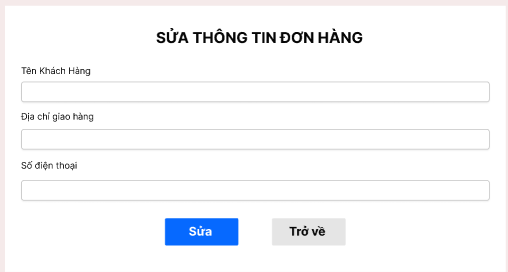 SỬA THÔNG TIN ĐƠN HÀNG
Tên Khách Hàng
Địa chỉ giao hàng
Số điện thoại
Sửa
Trở về